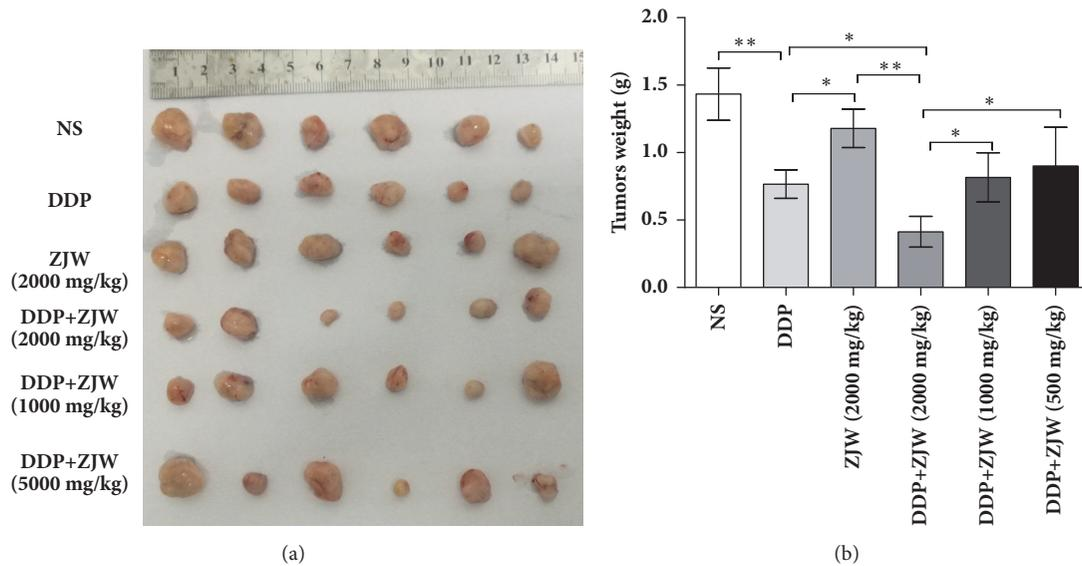 1 2 3 4 5 6 7 8 9 10 11 12 13 14 15
NS
DDP
ZJW
(2000 mg/kg)
DDP+ZJW
(2000 mg/kg)
DDP+ZJW
(1000 mg/kg)
DDP+ZJW
(5000 mg/kg)
(a)
Tumors weight (g)
2.0
1.5
1.0
0.5
0.0
**
*
**
*
*
*
NS
DDP
ZJW (2000 mg/kg)
DDP+ZJW (2000 mg/kg)
DDP+ZJW (1000 mg/kg)
DDP+ZJW (500 mg/kg)
(b)